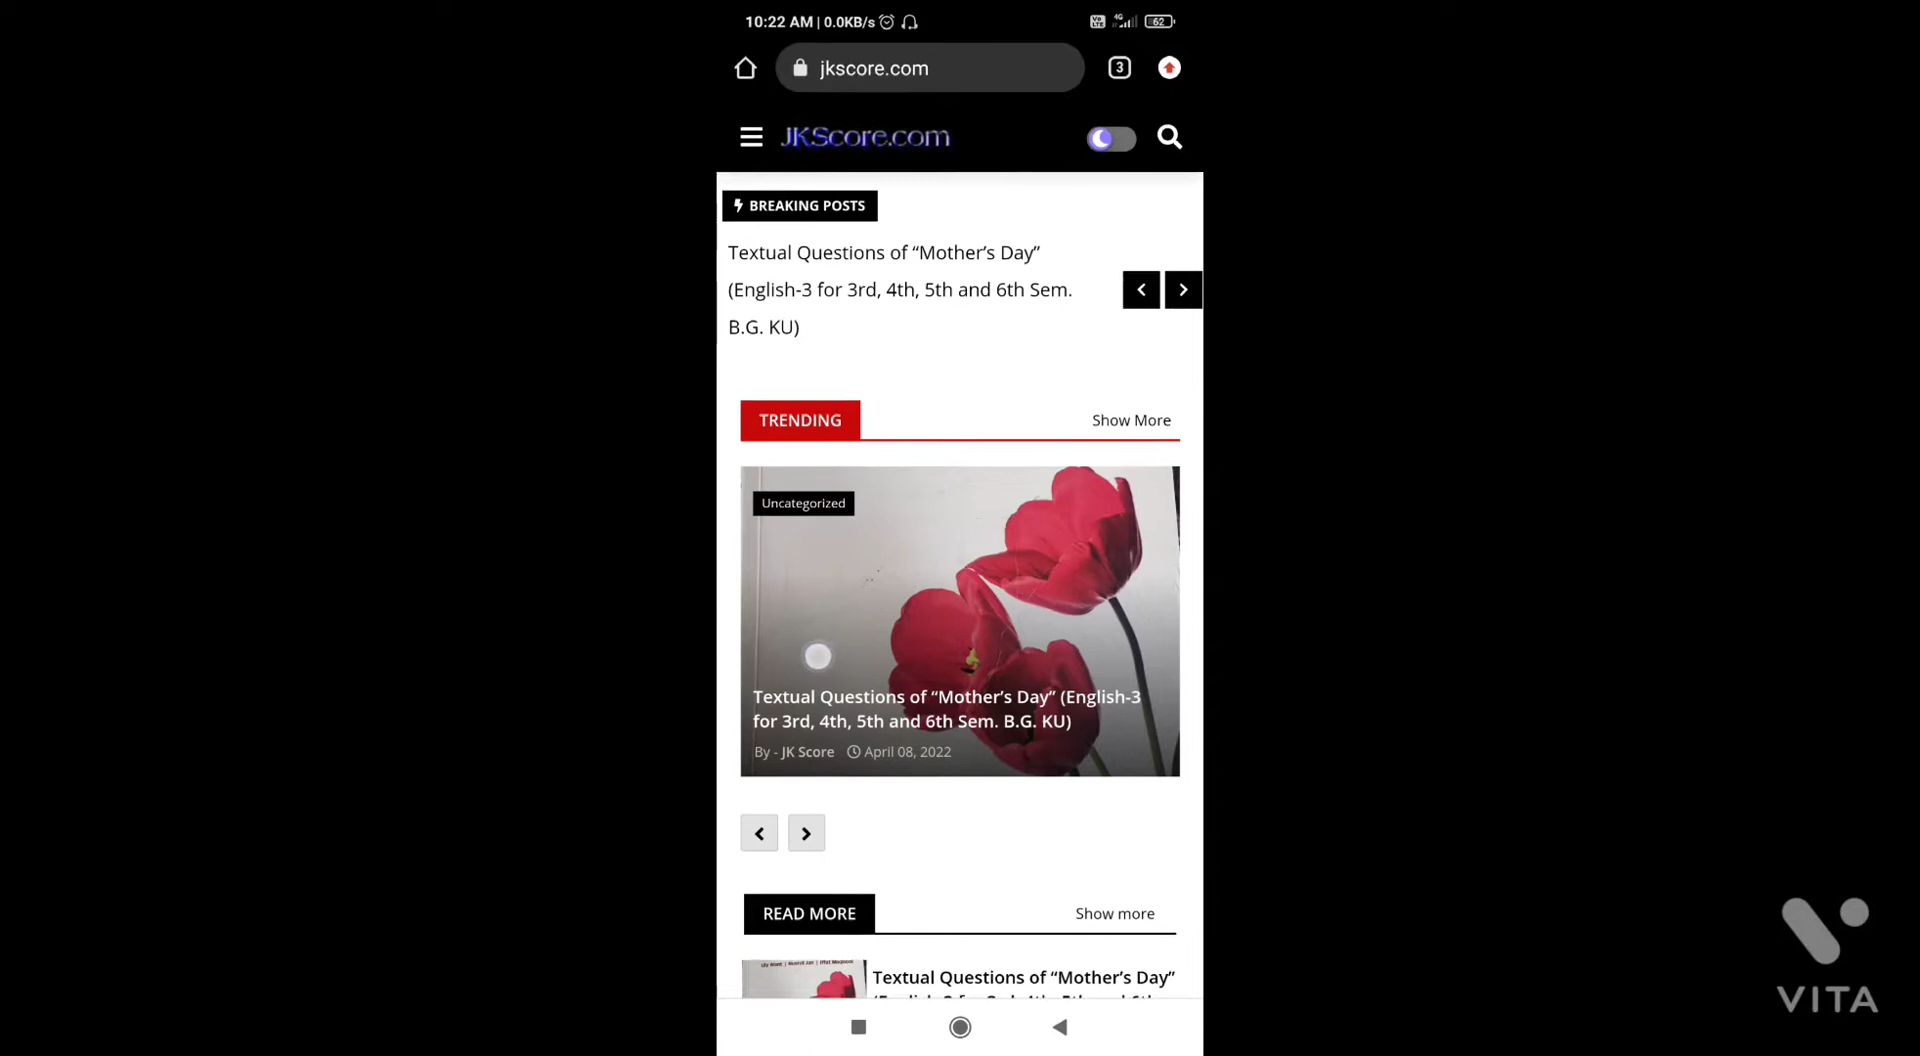 10:22 AM | 0.0KB/s
4G
62
jkscore.com
3
JKScore.com
BREAKING POSTS
Textual Questions of “Mother’s Day”
(English-3 for 3rd, 4th, 5th and 6th Sem.
B.G. KU)
TRENDING
Show More
Uncategorized
Textual Questions of “Mother’s Day” (English-3
for 3rd, 4th, 5th and 6th Sem. B.G. KU)
By - JK Score April 08, 2022
READ MORE
Show more
Textual Questions of “Mother’s Day”
VITA